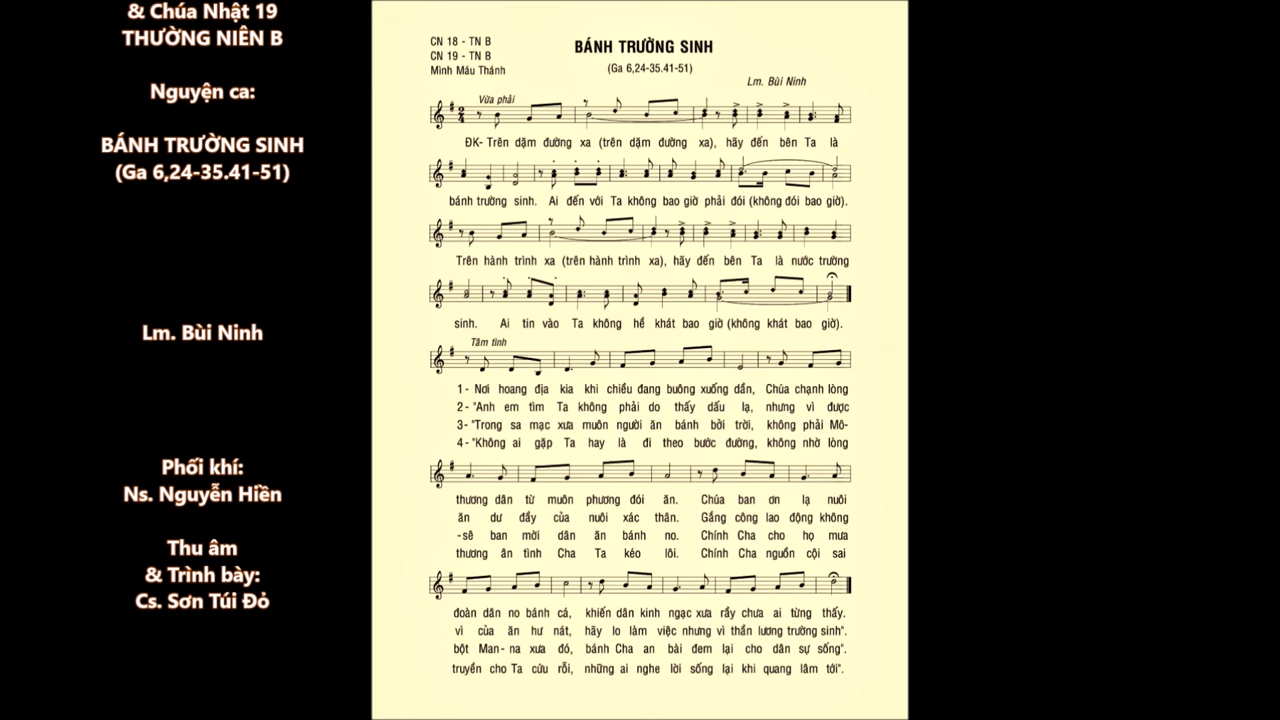 & Chúa Nhật 19
THƯỜNG NIÊN B
Nguyện ca:
BÁNH TRƯỜNG SINH
(Ga 6,24-35.41-51)
Lm. Bùi Ninh
Phối khí:
Ns. Nguyễn Hiền
Thu âm
& Trình bày:
Cs. Sơn Túi Đỏ
CN 18 - TN B
CN 19 - TN B
Mình Máu Thánh
BÁNH TRƯỜNG SINH
(Ga 6,24-35.41-51)
Lm. Bùi Ninh
Vừa phải
ĐK- Trên dặm đường xa (trên dặm đường xa), hãy đến bên Ta là
bánh trường sinh. Ai đến với Ta không bao giờ phải đói (không đói bao giờ).
Trên hành trình xa (trên hành trình xa), hãy đến bên Ta là nước trường
sinh. Ai tin vào Ta không hề khát bao giờ (không khát bao giờ).
Tâm tình
1- Nơi hoang địa kia khi chiều đang buông xuống dần, Chúa chạnh lòng
2- "Anh em tìm Ta không phải do thấy dấu lạ, nhưng vì được
3- "Trong sa mạc xưa muôn người ăn bánh bởi trời, không phải Mô-
4- "Không ai gặp Ta hay là đi theo bước đường, không nhờ lòng
thương dân từ muôn phương đói ăn. Chúa ban ơn lạ nuôi
ăn dư đầy của nuôi xác thân. Gắng công lao động không
-sê ban mời dân ăn bánh no. Chính Cha cho họ mưa
thương ân tình Cha Ta kéo lôi. Chính Cha nguồn cội sai
đoàn dân no bánh cá, khiến dân kinh ngạc xưa rầy chưa ai từng thấy.
vì của ăn hư nát, hãy lo làm việc nhưng vì thần lương trường sinh".
bột Man-na xưa đó, bánh Cha an bài đem lại cho dân sự sống".
truyền cho Ta cứu rỗi, những ai nghe lời sống lại khi quang lâm tới".